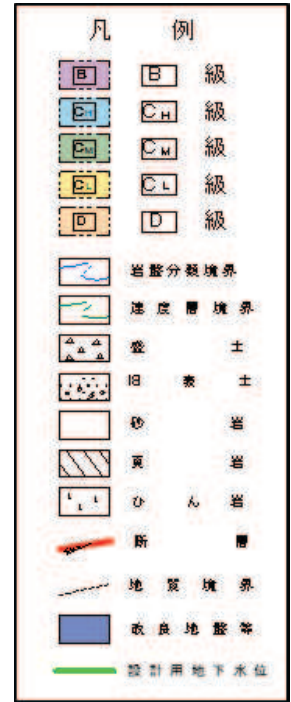 凡 例
B B 級
CH CH 級
CM CM 級
CL CL 級
D D 級
岩盤分類境界
速度層境界
盛土
旧表土
砂岩
頁岩
ひん岩
断層
地質境界
改良地盤等
設計用地下水位